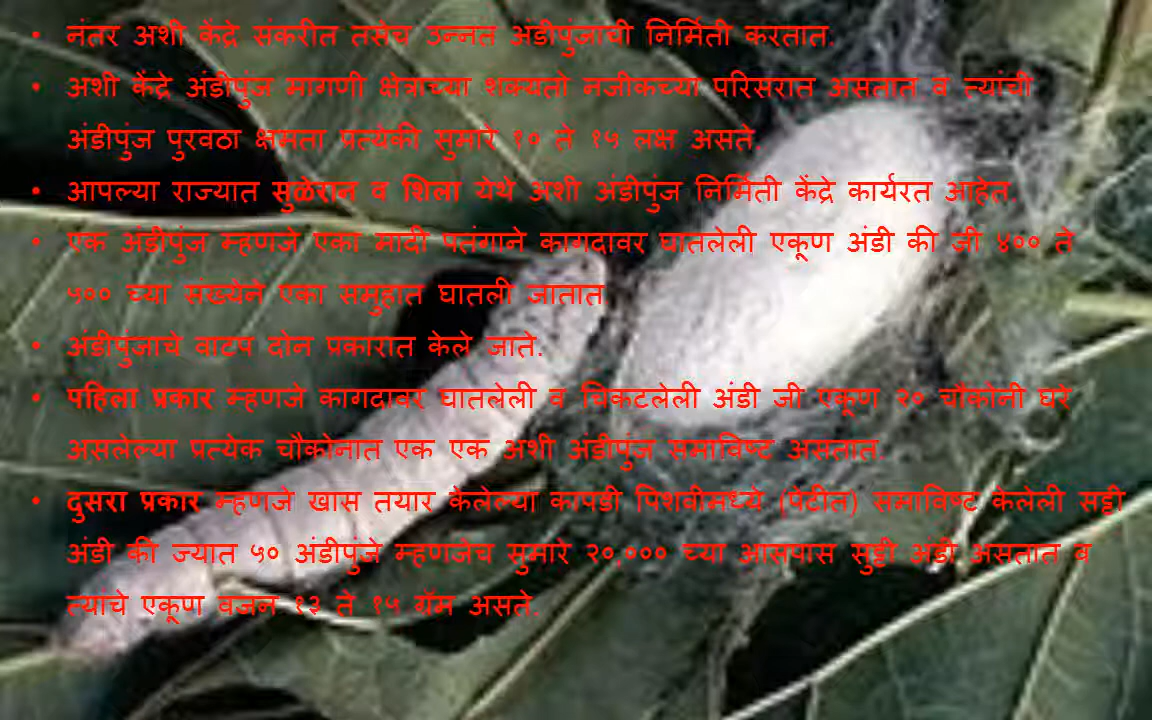 • नंतर अशी केंद्रे संकरीत तसेच उन्नत अंडीपुंजाची निर्मिती करतात.
• अशी केंद्रे अंडीपुंज मागणी क्षेत्राच्या शक्यतो नजीकच्या परिसरात असतात व त्यांची
अंडीपुंज पुरवठा क्षमता प्रत्येकी सुमारे १० ते १५ लक्ष असते.
• आपल्या राज्यात सुळेरान व शिला येथे अशी अंडीपुंज निर्मिती केंद्रे कार्यरत आहेत.
• एक अंडीपुंज म्हणजे एका मादी पतंगाने कागदावर घातलेली एकूण अंडी की जी ४०० ते
५०० च्या संख्येने एका समुहात घातली जातात
• अंडीपुंजाचे वाटप दोन प्रकारात केले जाते.
• पहिला प्रकार म्हणजे कागदावर घातलेली व चिकटलेली अंडी जी एकूण २० चौकोनी घरे
असलेल्या प्रत्येक चौकोनात एक एक अशी अंडीपुंज समाविष्ट असतात.
• दुसरा प्रकार म्हणजे खास तयार केलेल्या कापडी पिशवीमध्ये (पेटीत) समाविष्ट केलेली सट्टी
अंडी की ज्यात ५० अंडीपुंजे म्हणजेच सुमारे २०,००० च्या आसपास सुट्टी अंडी असतात व
त्यांचे एकूण वजन १३ ते १५ ग्रॅम असते.